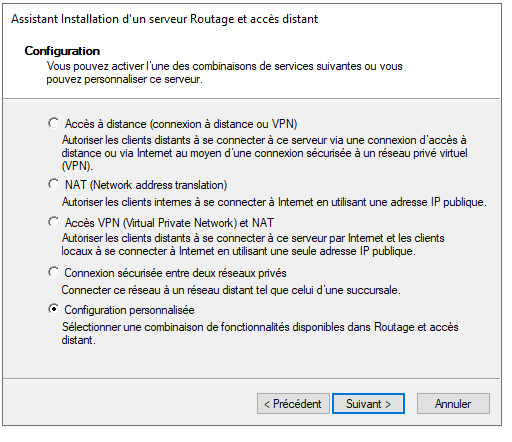 Assistant Installation d'un serveur Routage et accès distant
Configuration
Vous pouvez activer l'une des combinaisons de services suivantes ou vous
pouvez personnaliser ce serveur.
Accès à distance (connexion à distance ou VPN)
Autoriser les clients distants à se connecter à ce serveur via une connexion d'accès à
distance ou via Internet au moyen d'une connexion sécurisée à un réseau privé virtuel
(VPN).
NAT (Network address translation)
Autoriser les clients internes à se connecter à Internet en utilisant une adresse IP publique.
Accès VPN (Virtual Private Network) et NAT
Autoriser les clients distants à se connecter à ce serveur par Internet et les clients
locaux à se connecter à Internet en utilisant une seule adresse IP publique.
Connexion sécurisée entre deux réseaux privés
Connecter ce réseau à un réseau distant tel que celui d'une succursale.
Configuration personnalisée
Sélectionner une combinaison de fonctionnalités disponibles dans Routage et accès
distant.
< Précédent Suivant > Annuler